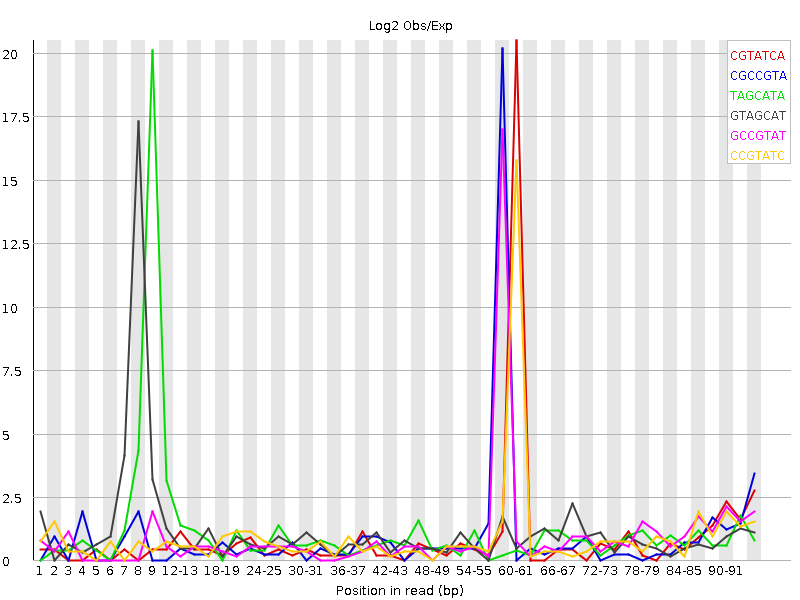 Log2 Obs/Exp
20
17.5
15
12.5
10
7.5
5
2.5
0
CGTATCA
CGCCGTA
TAGCATA
GTAGCAT
GCCGTAT
CCGTATC
1 2 3 4 5 6 7 8 9 12-13 18-19 24-25 30-31 36-37 42-43 48-49 54-55 60-61 66-67 72-73 78-79 84-85 90-91
Position in read (bp)